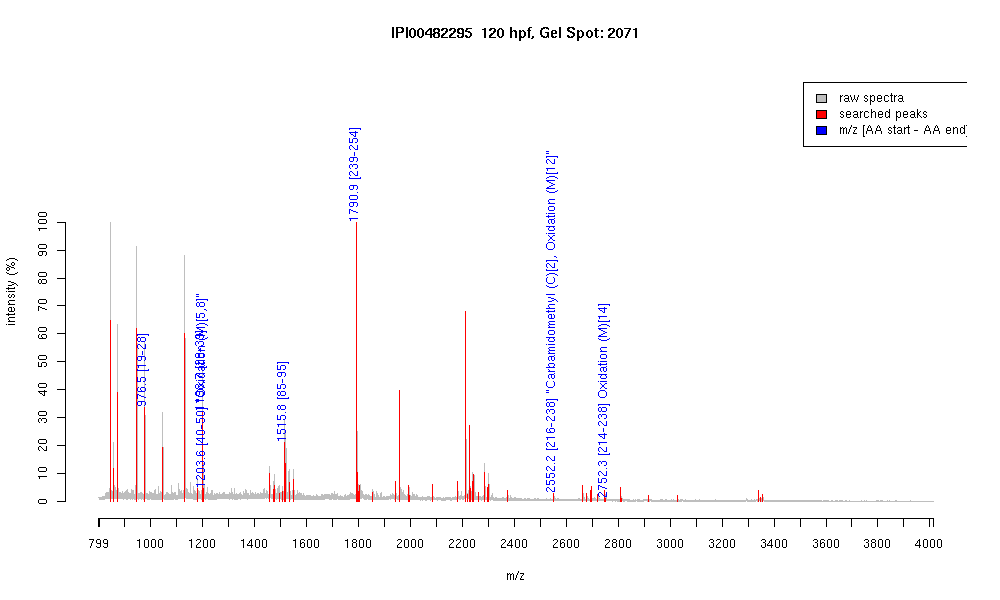 IPI00482295 120 hpf, Gel Spot: 2071
raw spectra
searched peaks
m/z [AA start - AA end]
intensity (%)
100
90
80
70
60
50
40
30
20
10
0
976.5 [19-28]
1203.6 [40-50] "Oxidation (M)[5,8]"
1515.8 [85-95]
1790.9 [239-254]
2552.2 [216-238] "Carbamidomethyl (C)[2], Oxidation (M)[12]"
2752.3 [214-238] Oxidation (M)[14]
799 1000 1200 1400 1600 1800 2000 2200 2400 2600 2800 3000 3200 3400 3600 4000
m/z